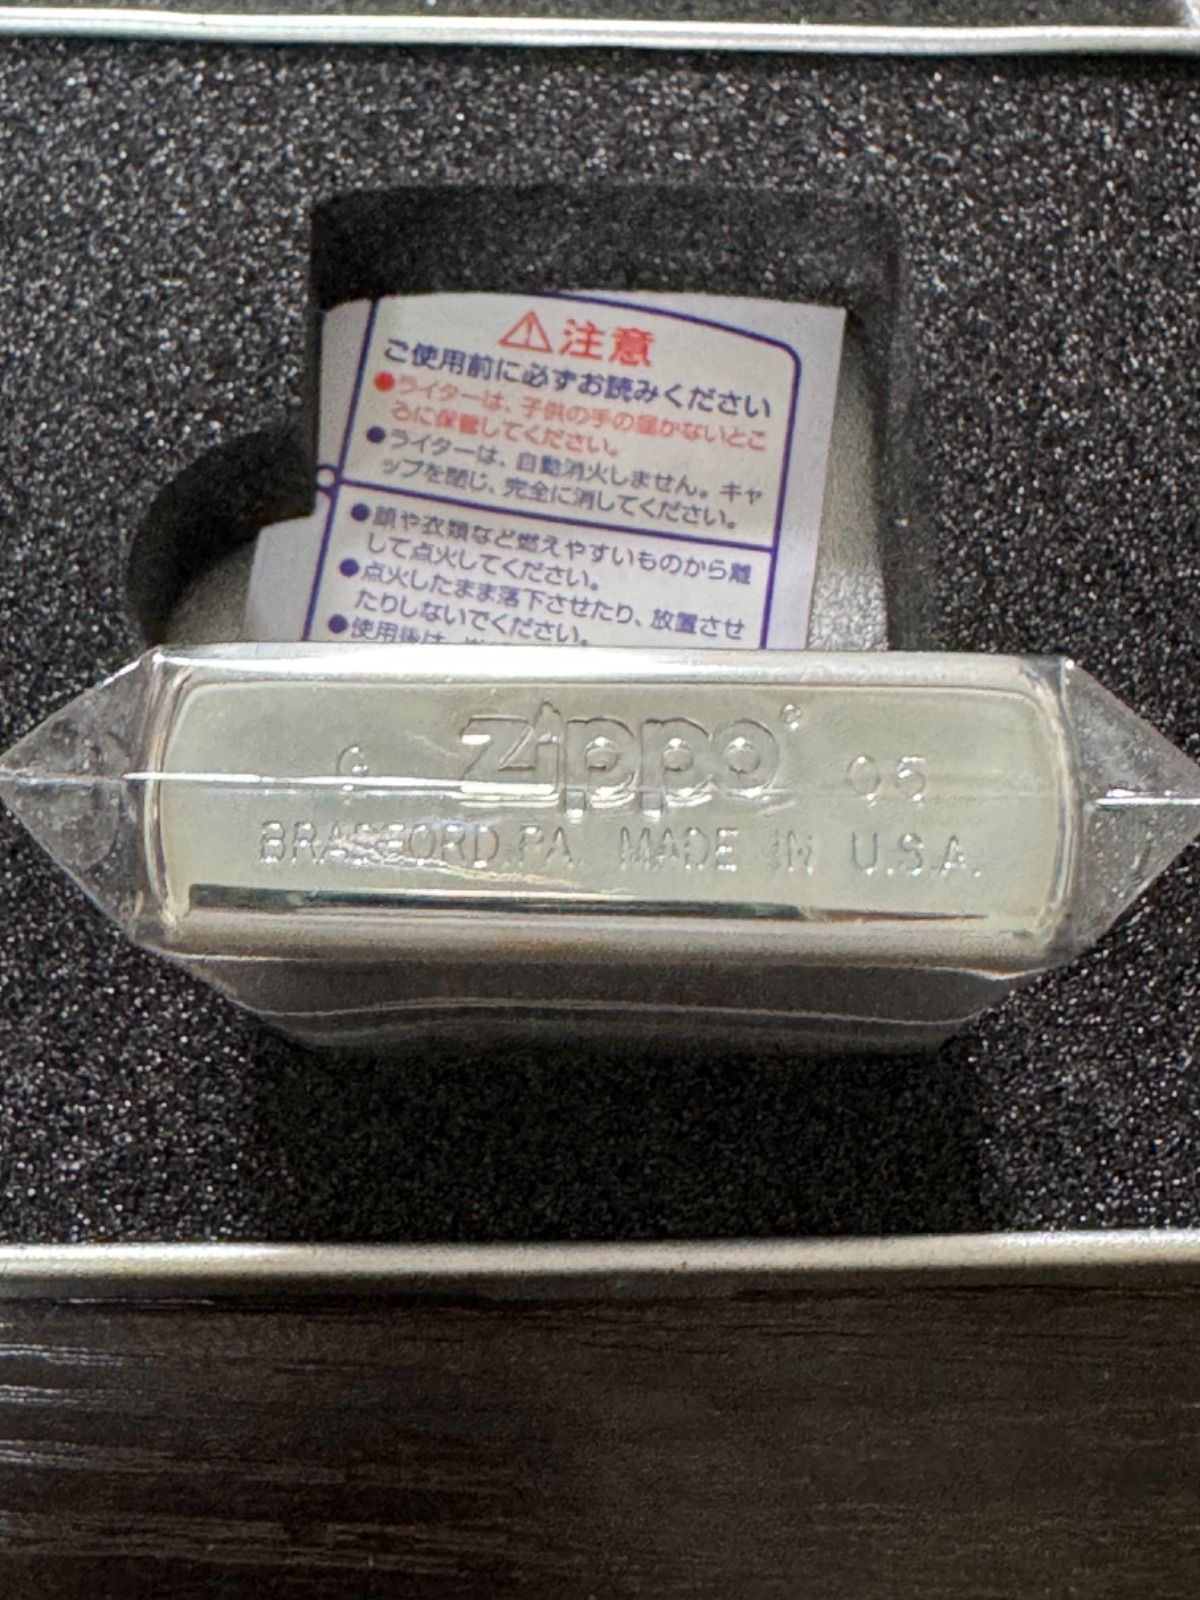 ⚠注意
ご使用前に必ずお読みください
●ライターは、子供の手の届かないとこ
ろに保管してください。
●ライターは、自動消火しません。キャ
ップを閉じ、完全に消してください。
●顔や衣類など燃えやすいものから離
して点火してください。
●点火したまま落下させたり、放置させ
たりしないでください。
●使用後は、
zippo® 05
BRADFORD, PA. MADE IN U.S.A.